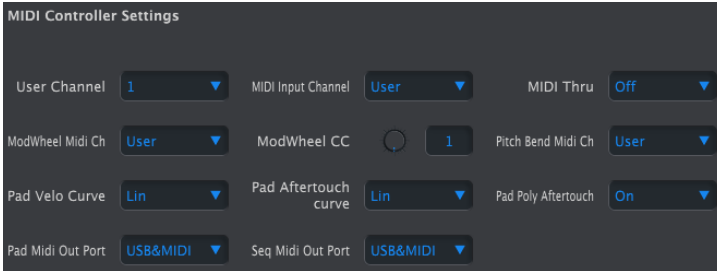 MIDI Controller Settings
User Channel 1 MIDI Input Channel User MIDI Thru Off
ModWheel Midi Ch User ModWheel CC 1 Pitch Bend Midi Ch User
Pad Velo Curve Lin Pad Aftertouch curve Lin Pad Poly Aftertouch On
Pad Midi Out Port USB&MIDI Seq Midi Out Port USB&MIDI